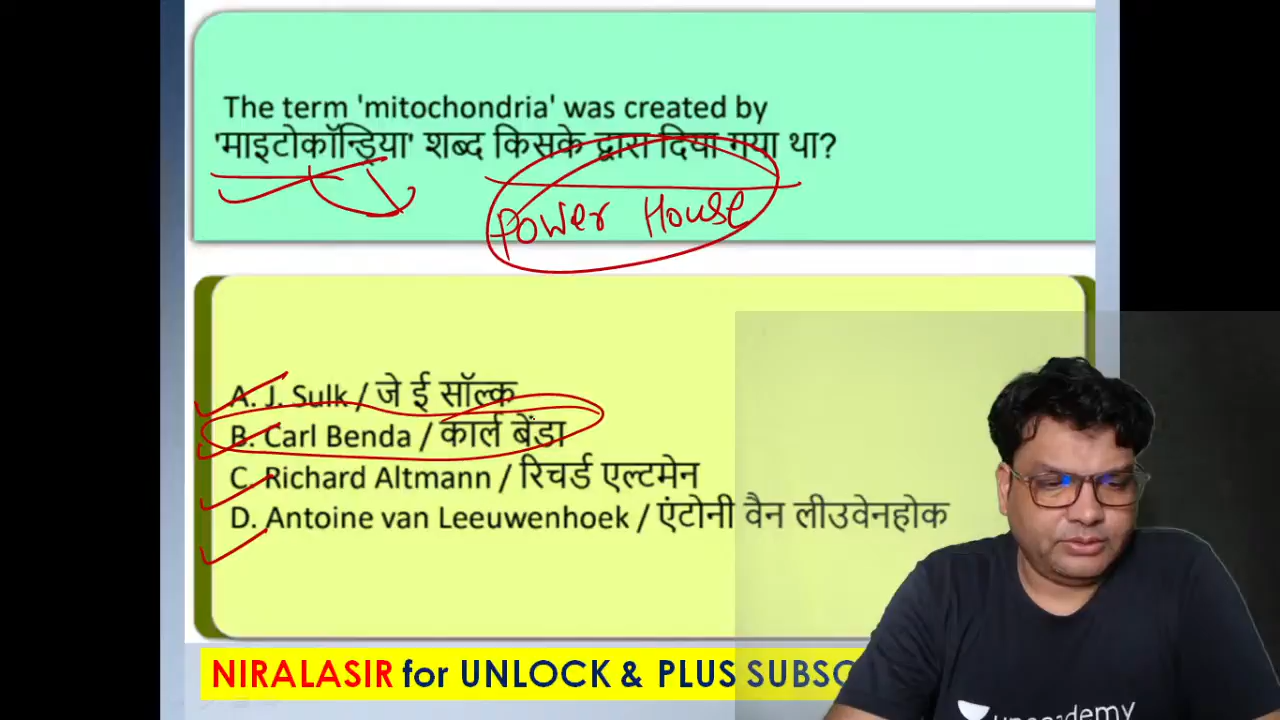 The term 'mitochondria' was created by
'माइटोकॉन्ड्रिया' शब्द किसके द्वारा दिया गया था?
Power House
A. J. Sulk / जे ई सॉल्क
B. Carl Benda / कार्ल बेंडा
C. Richard Altmann / रिचर्ड एल्टमेन
D. Antoine van Leeuwenhoek / एंटोनी वैन लीउवेनहोक
NIRALASIR for UNLOCK & PLUS SUBSC